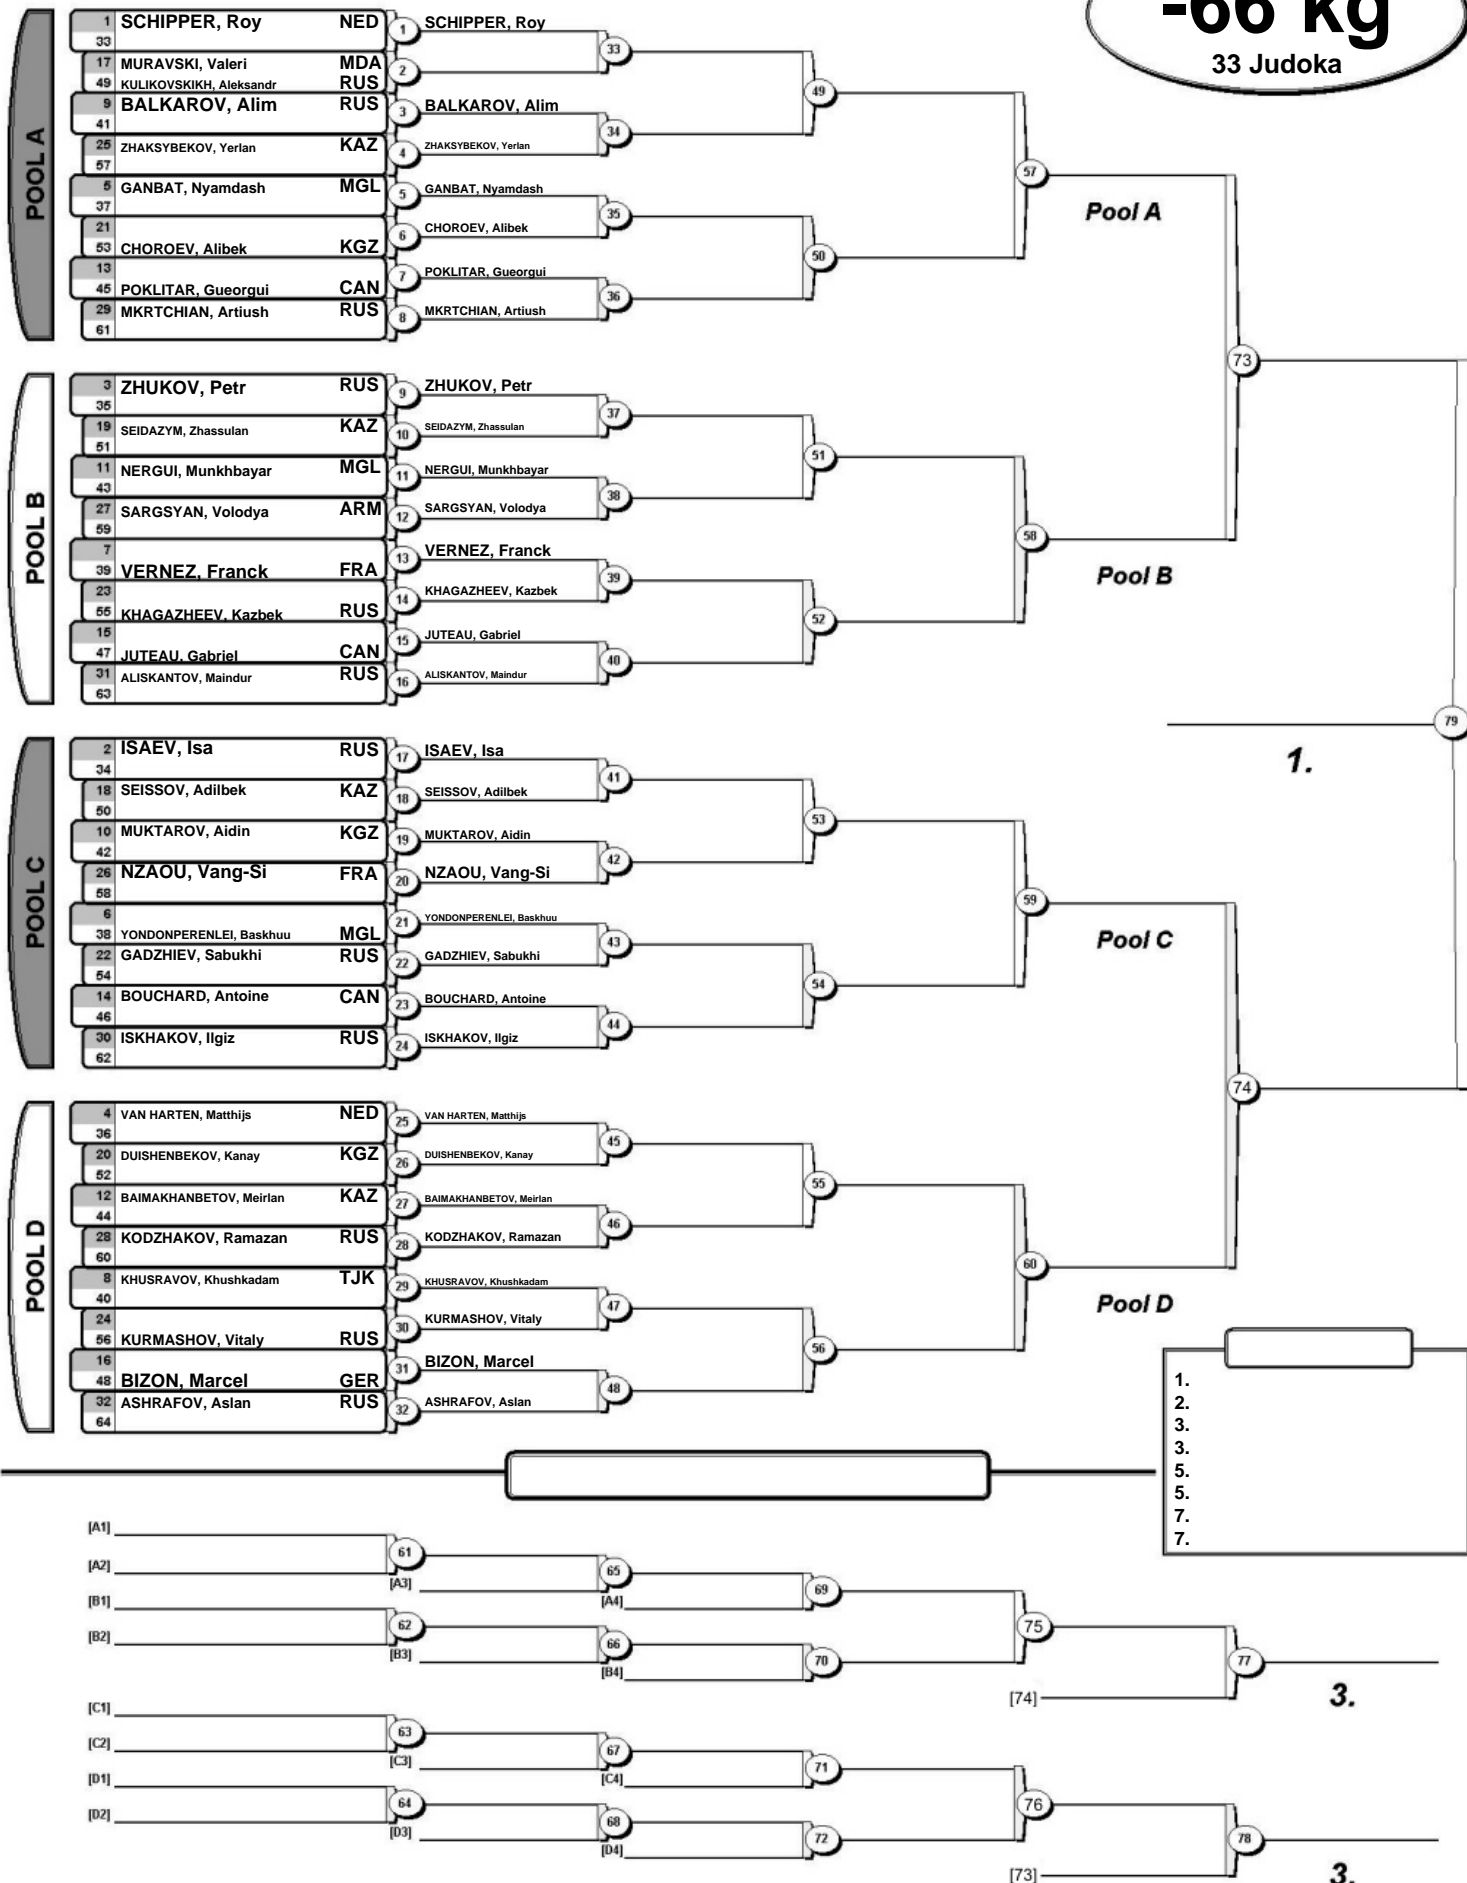 -66 kg
33 Judoka
POOL A
1 SCHIPPER, Roy NED 1 SCHIPPER, Roy
33
33
17 MURAVSKI, Valeri MDA
2
49 KULIKOVSKIKH, Aleksandr RUS
9 BALKAROV, Alim RUS 3 BALKAROV, Alim
49
41
34
25 ZHAKSYBEKOV, Yerlan KAZ 4 ZHAKSYBEKOV, Yerlan
57
57
5 GANBAT, Nyamdash MGL 5 GANBAT, Nyamdash
37
Pool A
35
21
6 CHOROEV, Alibek
53 CHOROEV, Alibek KGZ
50
13
7 POKLITAR, Gueorgui
45 POKLITAR, Gueorgui CAN
36
29 MKRTCHIAN, Artiush RUS 8 MKRTCHIAN, Artiush
61
73
POOL B
3 ZHUKOV, Petr RUS 9 ZHUKOV, Petr
35
37
19 SEIDAZYM, Zhassulan KAZ 10 SEIDAZYM, Zhassulan
51
51
11 NERGUI, Munkhbayar MGL 11 NERGUI, Munkhbayar
43
38
27 SARGSYAN, Volodya ARM 12 SARGSYAN, Volodya
59
58
7
13 VERNEZ, Franck
39 VERNEZ, Franck FRA
Pool B
39
23
14 KHAGAZHEEV, Kazbek
55 KHAGAZHEEV, Kazbek RUS
52
15
15 JUTEAU, Gabriel
47 JUTEAU, Gabriel CAN
40
31 ALISKANTOV, Maindur RUS 16 ALISKANTOV, Maindur
63
79
1.
POOL C
2 ISAEV, Isa RUS 17 ISAEV, Isa
34
41
18 SEISSOV, Adilbek KAZ 18 SEISSOV, Adilbek
50
53
10 MUKTAROV, Aidin KGZ 19 MUKTAROV, Aidin
42
42
26 NZAOU, Vang-Si FRA 20 NZAOU, Vang-Si
58
59
6
21 YONDONPERENLEI, Baskhuu
38 YONDONPERENLEI, Baskhuu MGL
Pool C
43
22 GADZHIEV, Sabukhi RUS 22 GADZHIEV, Sabukhi
54
54
14 BOUCHARD, Antoine CAN 23 BOUCHARD, Antoine
46
44
30 ISKHAKOV, Ilgiz RUS 24 ISKHAKOV, Ilgiz
62
74
POOL D
4 VAN HARTEN, Matthijs NED 25 VAN HARTEN, Matthijs
36
45
20 DUISHENBEKOV, Kanay KGZ 26 DUISHENBEKOV, Kanay
52
55
12 BAIMAKHANBETOV, Meirlan KAZ 27 BAIMAKHANBETOV, Meirlan
44
46
28 KODZHAKOV, Ramazan RUS 28 KODZHAKOV, Ramazan
60
60
8 KHUSRAVOV, Khushkadam TJK 29 KHUSRAVOV, Khushkadam
40
Pool D
47
24
30 KURMASHOV, Vitaly
56 KURMASHOV, Vitaly RUS
56
16
31 BIZON, Marcel
48 BIZON, Marcel GER
48
32 ASHRAFOV, Aslan RUS 32 ASHRAFOV, Aslan
64
1.
2.
3.
3.
5.
5.
7.
7.
[A1]
61
[A2]
[A3]
65
[A4]
69
[B1]
62
[B2]
[B3]
66
[B4]
70
75
[74]
77
3.
[C1]
63
[C2]
[C3]
67
[C4]
71
[D1]
64
[D2]
[D3]
68
[D4]
72
76
[73]
78
3.